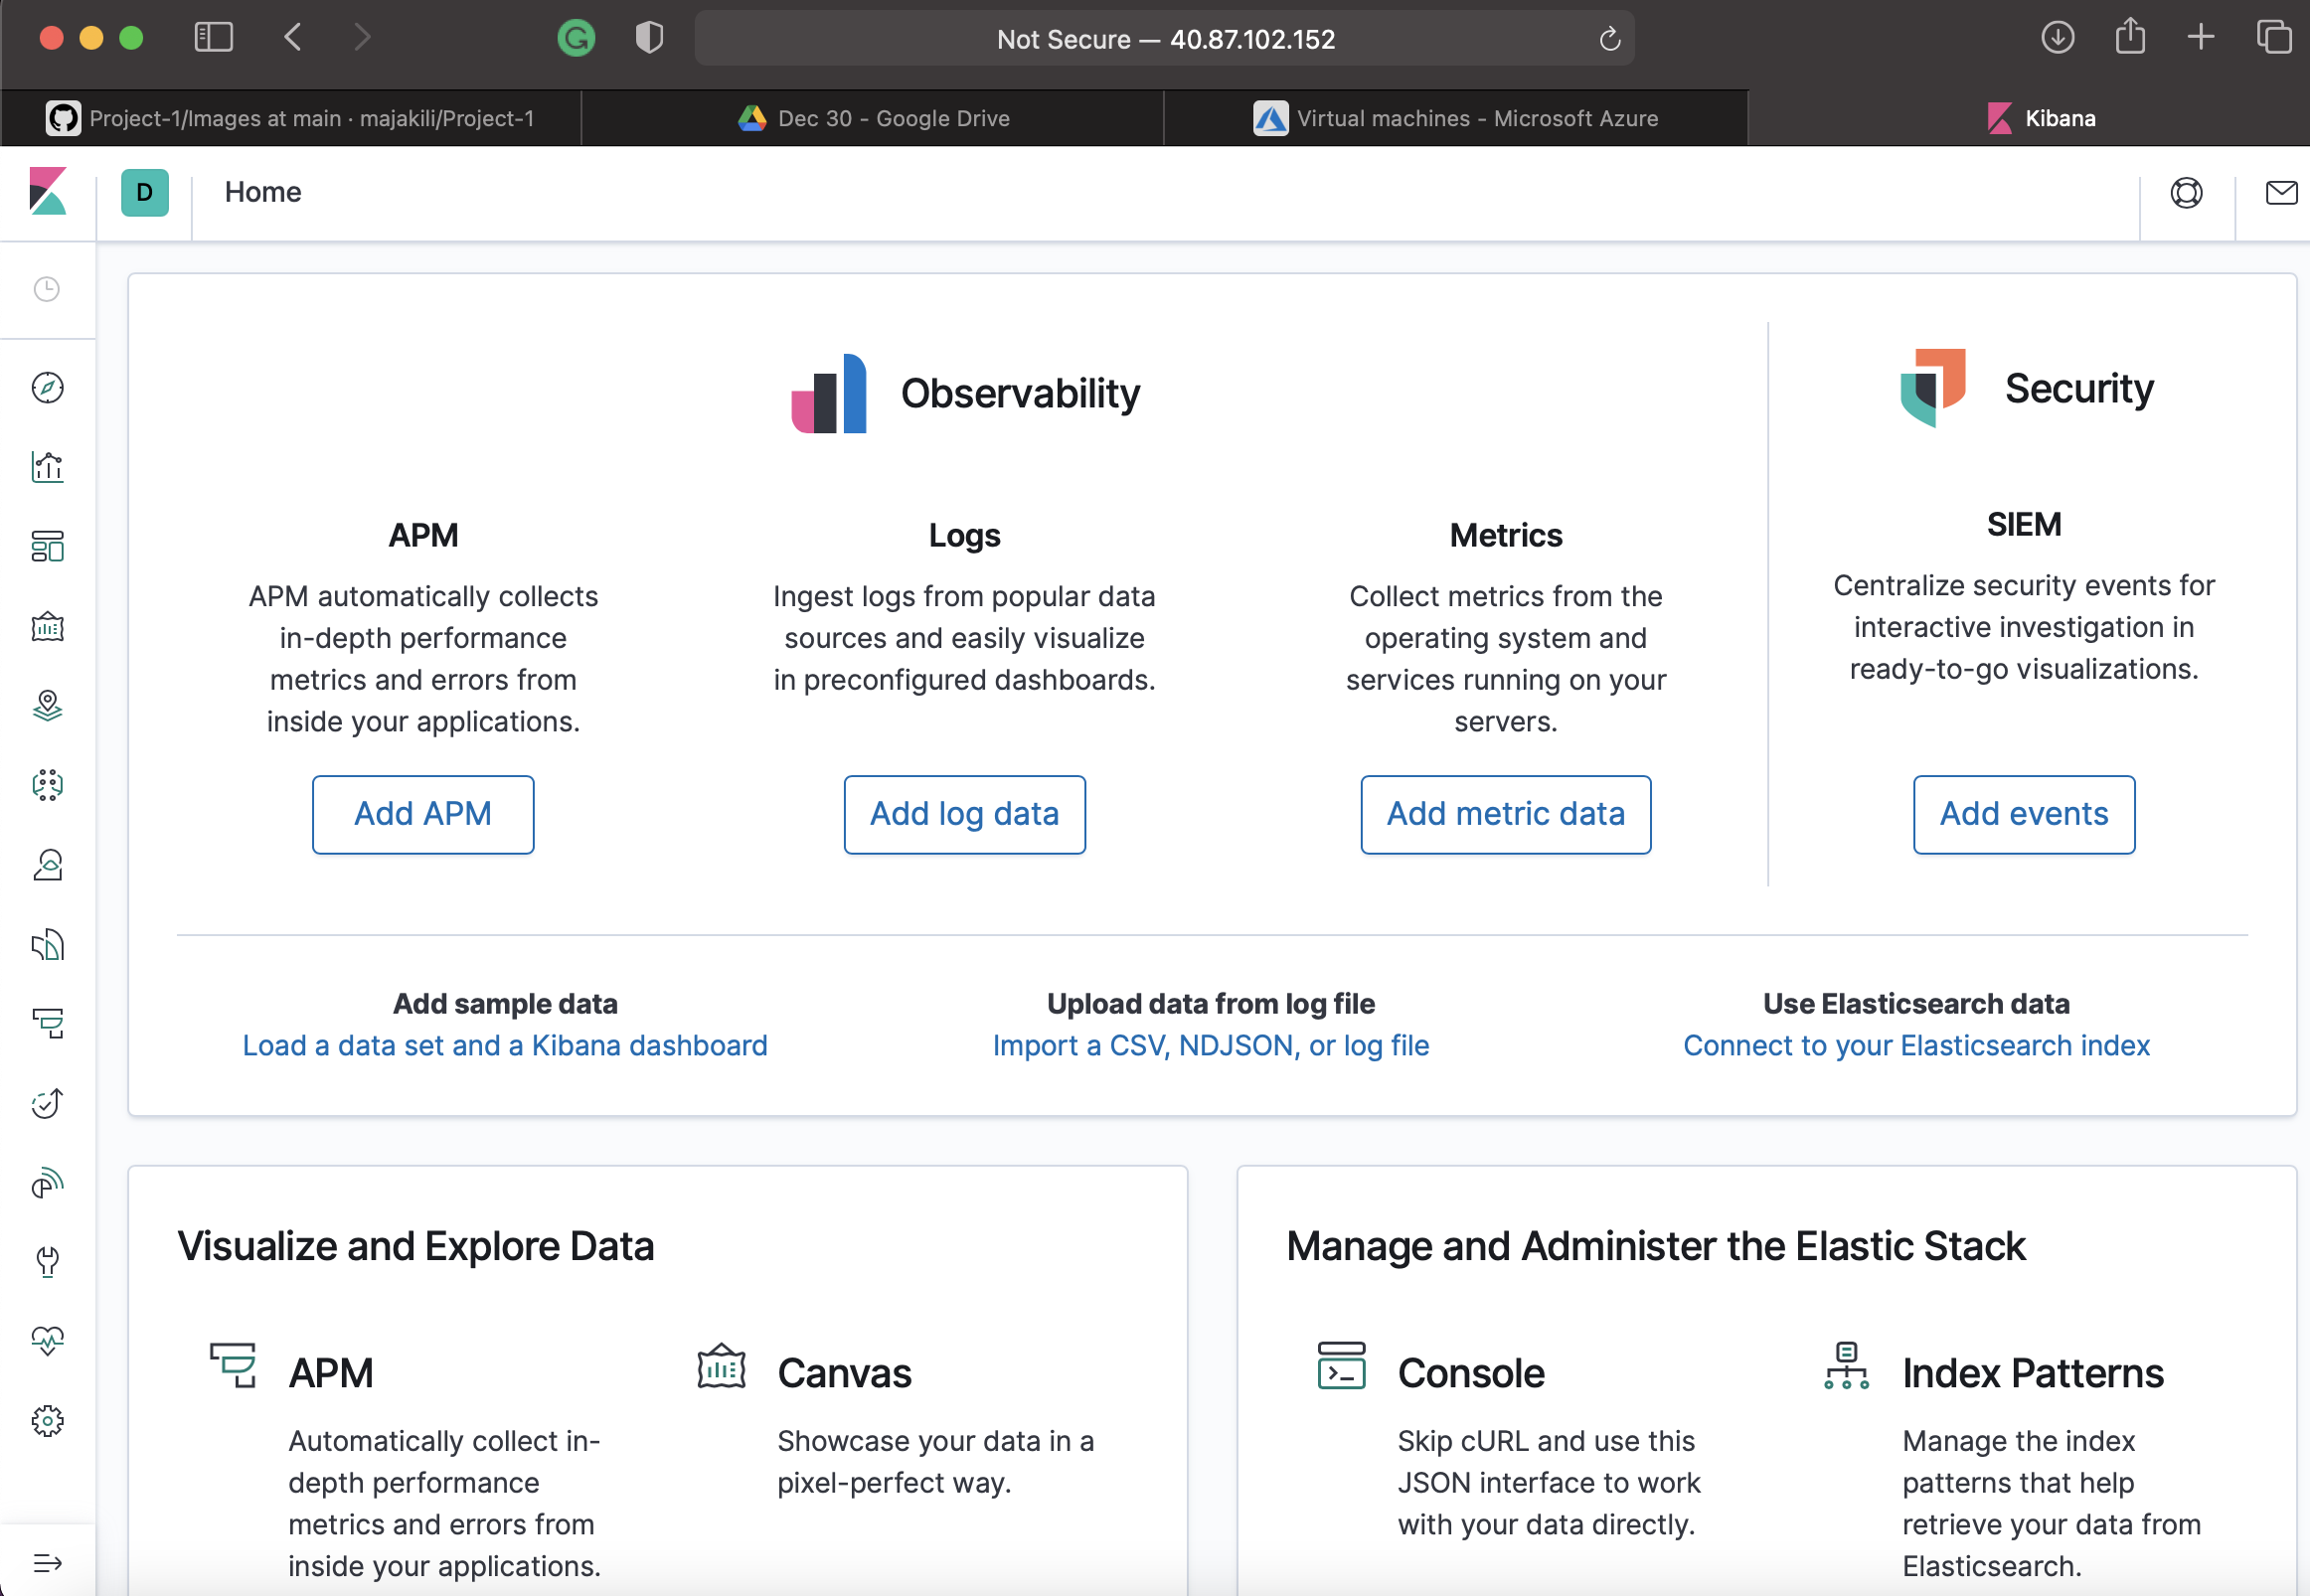 Not Secure — 40.87.102.152
Project-1/Images at main · majakili/Project-1
Dec 30 - Google Drive
Virtual machines - Microsoft Azure
Kibana
D
Home
Observability
Security
APM
APM automatically collects
in-depth performance
metrics and errors from
inside your applications.
Add APM
Logs
Ingest logs from popular data
sources and easily visualize
in preconfigured dashboards.
Add log data
Metrics
Collect metrics from the
operating system and
services running on your
servers.
Add metric data
SIEM
Centralize security events for
interactive investigation in
ready-to-go visualizations.
Add events
Add sample data
Load a data set and a Kibana dashboard
Upload data from log file
Import a CSV, NDJSON, or log file
Use Elasticsearch data
Connect to your Elasticsearch index
Visualize and Explore Data
APM
Automatically collect in-
depth performance
metrics and errors from
inside your applications.
Canvas
Showcase your data in a
pixel-perfect way.
Manage and Administer the Elastic Stack
Console
Skip cURL and use this
JSON interface to work
with your data directly.
Index Patterns
Manage the index
patterns that help
retrieve your data from
Elasticsearch.